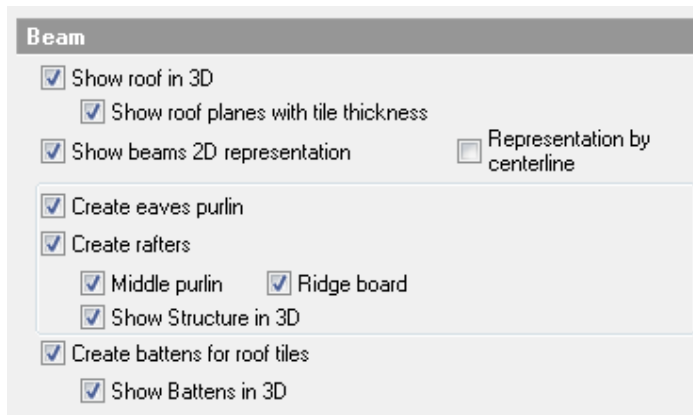 Beam
Show roof in 3D
Show roof planes with tile thickness
Show beams 2D representation
Representation by
centerline
Create eaves purlin
Create rafters
Middle purlin Ridge board
Show Structure in 3D
Create battens for roof tiles
Show Battens in 3D